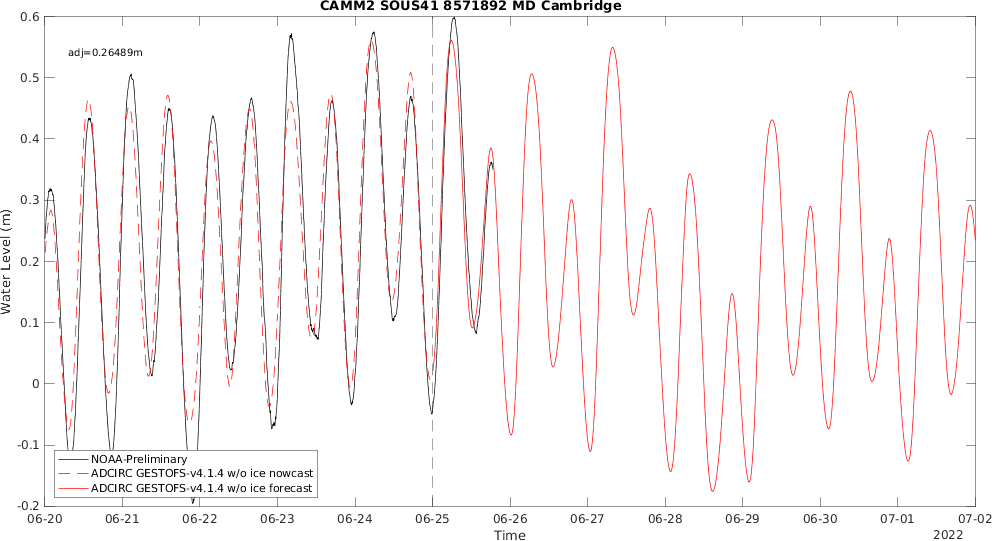 CAMM2 SOUS41 8571892 MD Cambridge
adj=0.26489m
Water Level (m)
0.6
0.5
0.4
0.3
0.2
0.1
0
-0.1
-0.2
NOAA-Preliminary
ADCIRC GESTOFS-v4.1.4 w/o ice nowcast
ADCIRC GESTOFS-v4.1.4 w/o ice forecast
06-20 06-21 06-22 06-23 06-24 06-25 06-26 06-27 06-28 06-29 06-30 07-01 07-02
Time
2022